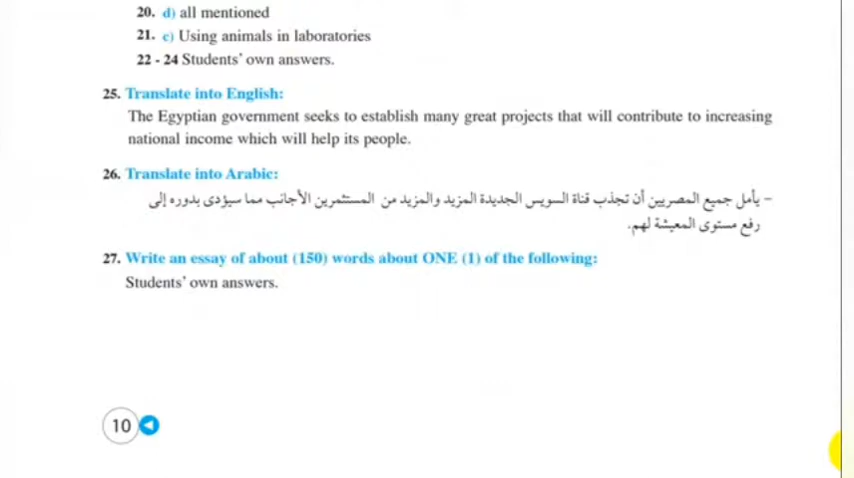 20. d) all mentioned
21. c) Using animals in laboratories
22 - 24 Students' own answers.
25. Translate into English:
The Egyptian government seeks to establish many great projects that will contribute to increasing
national income which will help its people.
26. Translate into Arabic:
– يأمل جميع المصريين أن تجذب قناة السويس الجديدة المزيد والمزيد من المستثمرين الأجانب مما سيؤدى بدوره إلى
رفع مستوى المعيشة لهم.
27. Write an essay of about (150) words about ONE (1) of the following:
Students' own answers.
10